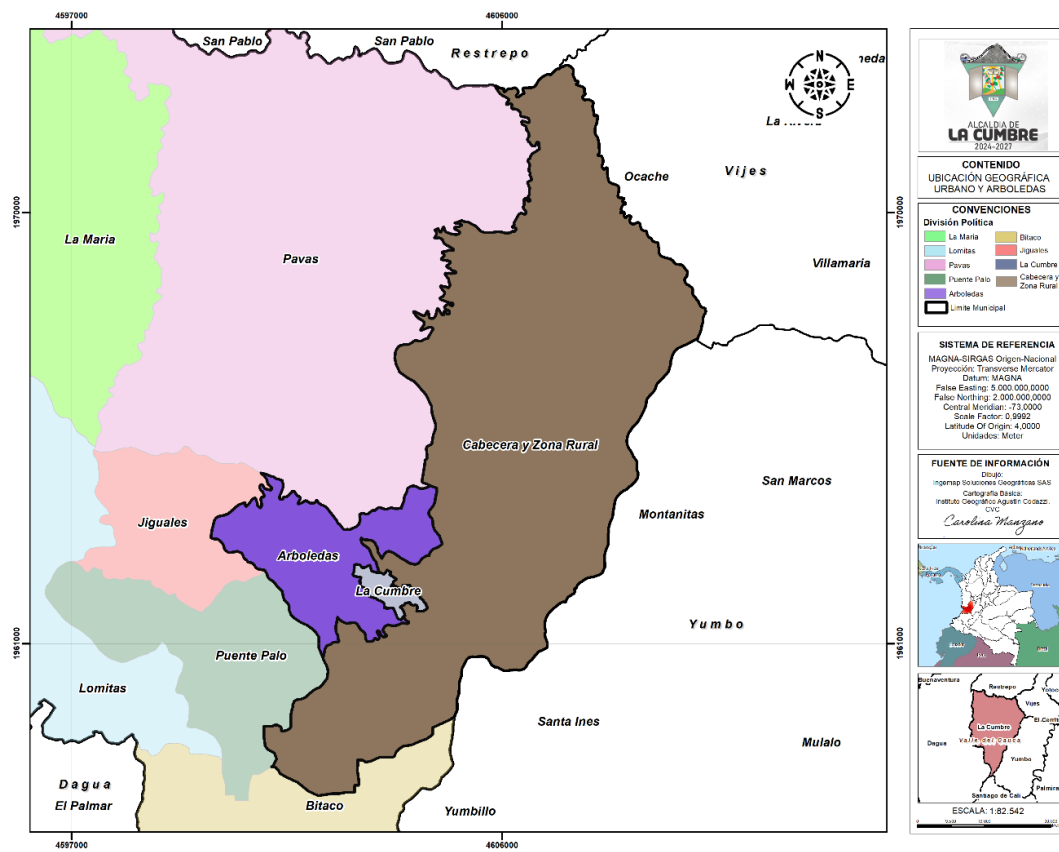 4597000
4606000
San Pablo
San Pablo
Restrepo
N
W E
S
Ocache
Vijes
1970000
1970000
La Maria
Pavas
Villamaria
Cabecera y Zona Rural
San Marcos
Jiguales
Montanitas
Arboledas
La Cumbre
Yumbo
1961000
1961000
Puente Palo
Lomitas
Santa Ines
Mulalo
Dagua
El Palmar
Bitaco
Yumbillo
4597000
4606000
ALCALDIA DE
LA CUMBRE
2024-2027
CONTENIDO
UBICACIÓN GEOGRÁFICA
URBANO Y ARBOLEDAS
CONVENCIONES
División Política
La Maria
Lomitas
Pavas
Puente Palo
Arboledas
Limite Municipal
Bitaco
Jiguales
La Cumbre
Cabecera y
Zona Rural
SISTEMA DE REFERENCIA
MAGNA-SIRGAS Origen-Nacional
Proyección: Transverse Mercator
Datum: MAGNA
False Easting: 5.000.000,0000
False Northing: 2.000.000,0000
Central Meridian: -73,0000
Scale Factor: 0,9992
Latitude Of Origin: 4,0000
Unidades: Meter
FUENTE DE INFORMACIÓN
Dibujo:
Ingemap Soluciones Geográficas SAS
Cartografía Básica:
Instituto Geográfico Agustín Codazzi.
CVC
Carolina Manzano
Buenaventura
Restrepo
Vijes
La Cumbre
Valle del Cauca
Dagua
Yumbo
Palmira
Santiago de Cali
ESCALA: 1:82.542